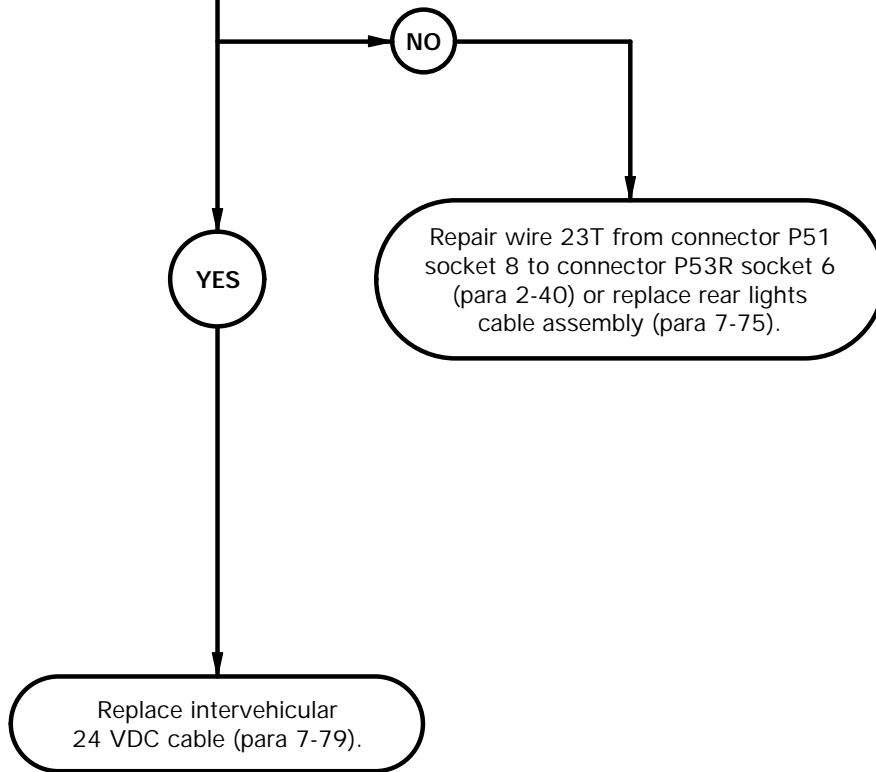 NO
Repair wire 23T from connector P51
socket 8 to connector P53R socket 6
(para 2-40) or replace rear lights
cable assembly (para 7-75).
YES
Replace intervehicular
24 VDC cable (para 7-79).